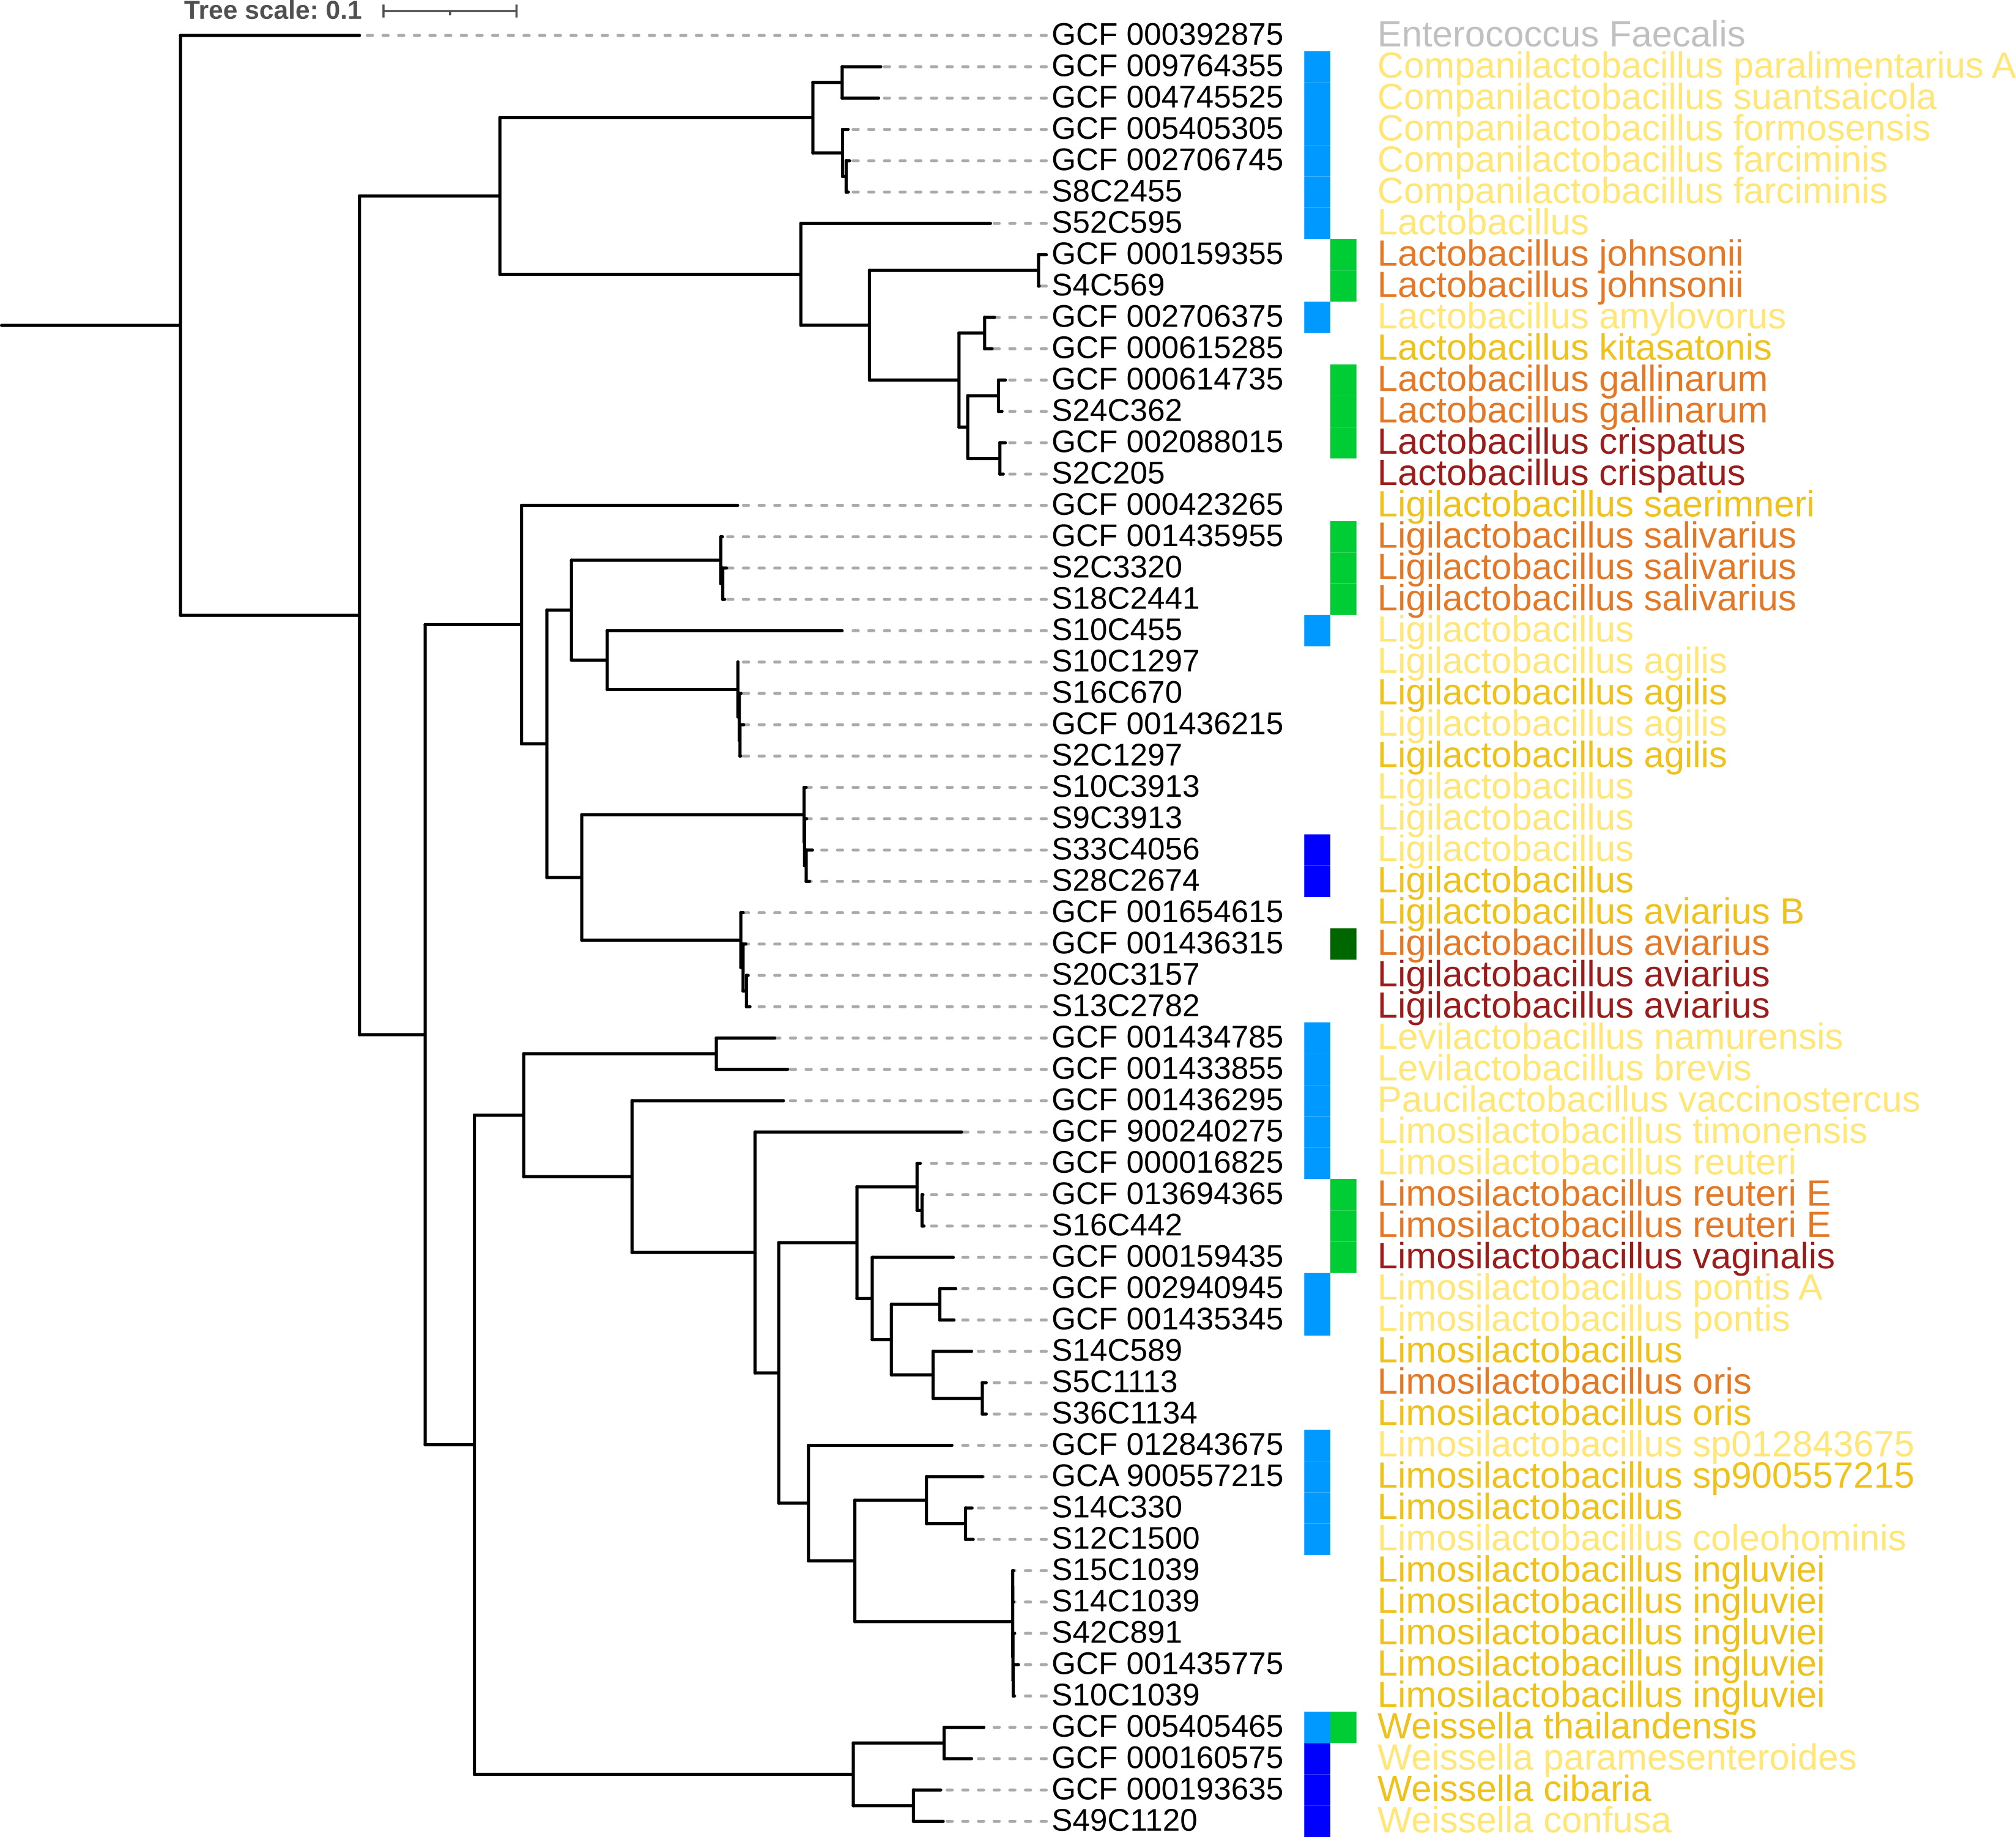 Tree scale: 0.1
GCF 000392875 Enterococcus Faecalis
GCF 009764355 Companilactobacillus paralimentarius A
GCF 004745525 Companilactobacillus suantsaicola
GCF 005405305 Companilactobacillus formosensis
GCF 002706745 Companilactobacillus farciminis
S8C2455 Companilactobacillus farciminis
S52C595 Lactobacillus
GCF 000159355 Lactobacillus johnsonii
S4C569 Lactobacillus johnsonii
GCF 002706375 Lactobacillus amylovorus
GCF 000615285 Lactobacillus kitasatonis
GCF 000614735 Lactobacillus gallinarum
S24C362 Lactobacillus gallinarum
GCF 002088015 Lactobacillus crispatus
S2C205 Lactobacillus crispatus
GCF 000423265 Ligilactobacillus saerimneri
GCF 001435955 Ligilactobacillus salivarius
S2C3320 Ligilactobacillus salivarius
S18C2441 Ligilactobacillus salivarius
S10C455 Ligilactobacillus
S10C1297 Ligilactobacillus agilis
S16C670 Ligilactobacillus agilis
GCF 001436215 Ligilactobacillus agilis
S2C1297 Ligilactobacillus agilis
S10C3913 Ligilactobacillus
S9C3913 Ligilactobacillus
S33C4056 Ligilactobacillus
S28C2674 Ligilactobacillus
GCF 001654615 Ligilactobacillus aviarius B
GCF 001436315 Ligilactobacillus aviarius
S20C3157 Ligilactobacillus aviarius
S13C2782 Ligilactobacillus aviarius
GCF 001434785 Levilactobacillus namurensis
GCF 001433855 Levilactobacillus brevis
GCF 001436295 Paucilactobacillus vaccinostercus
GCF 900240275 Limosilactobacillus timonensis
GCF 000016825 Limosilactobacillus reuteri
GCF 013694365 Limosilactobacillus reuteri E
S16C442 Limosilactobacillus reuteri E
GCF 000159435 Limosilactobacillus vaginalis
GCF 002940945 Limosilactobacillus pontis A
GCF 001435345 Limosilactobacillus pontis
S14C589 Limosilactobacillus
S5C1113 Limosilactobacillus oris
S36C1134 Limosilactobacillus oris
GCF 012843675 Limosilactobacillus sp012843675
GCA 900557215 Limosilactobacillus sp900557215
S14C330 Limosilactobacillus
S12C1500 Limosilactobacillus coleohominis
S15C1039 Limosilactobacillus ingluviei
S14C1039 Limosilactobacillus ingluviei
S42C891 Limosilactobacillus ingluviei
GCF 001435775 Limosilactobacillus ingluviei
S10C1039 Limosilactobacillus ingluviei
GCF 005405465 Weissella thailandensis
GCF 000160575 Weissella paramesenteroides
GCF 000193635 Weissella cibaria
S49C1120 Weissella confusa